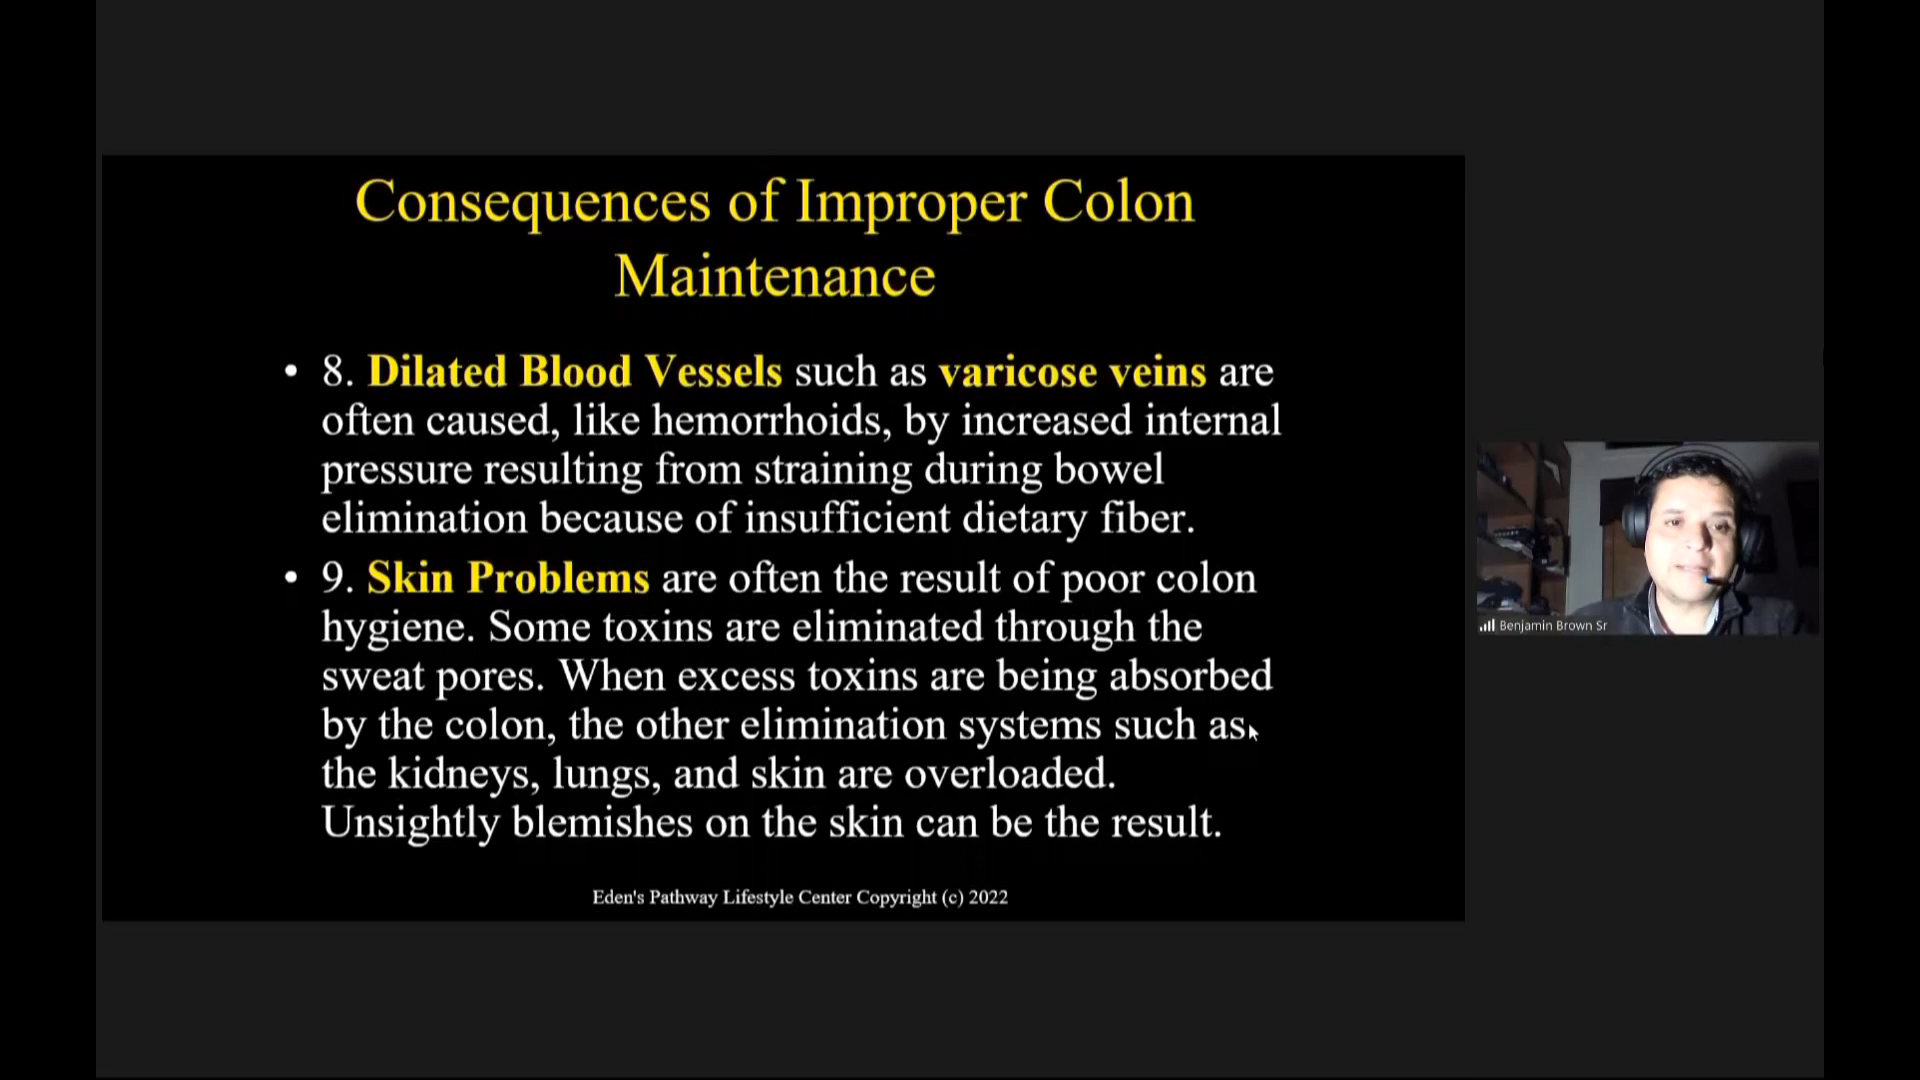 Consequences of Improper Colon
Maintenance
• 8. Dilated Blood Vessels such as varicose veins are
often caused, like hemorrhoids, by increased internal
pressure resulting from straining during bowel
elimination because of insufficient dietary fiber.
• 9. Skin Problems are often the result of poor colon
hygiene. Some toxins are eliminated through the
sweat pores. When excess toxins are being absorbed
by the colon, the other elimination systems such as
the kidneys, lungs, and skin are overloaded.
Unsightly blemishes on the skin can be the result.
Eden's Pathway Lifestyle Center Copyright (c) 2022
Benjamin Brown Sr